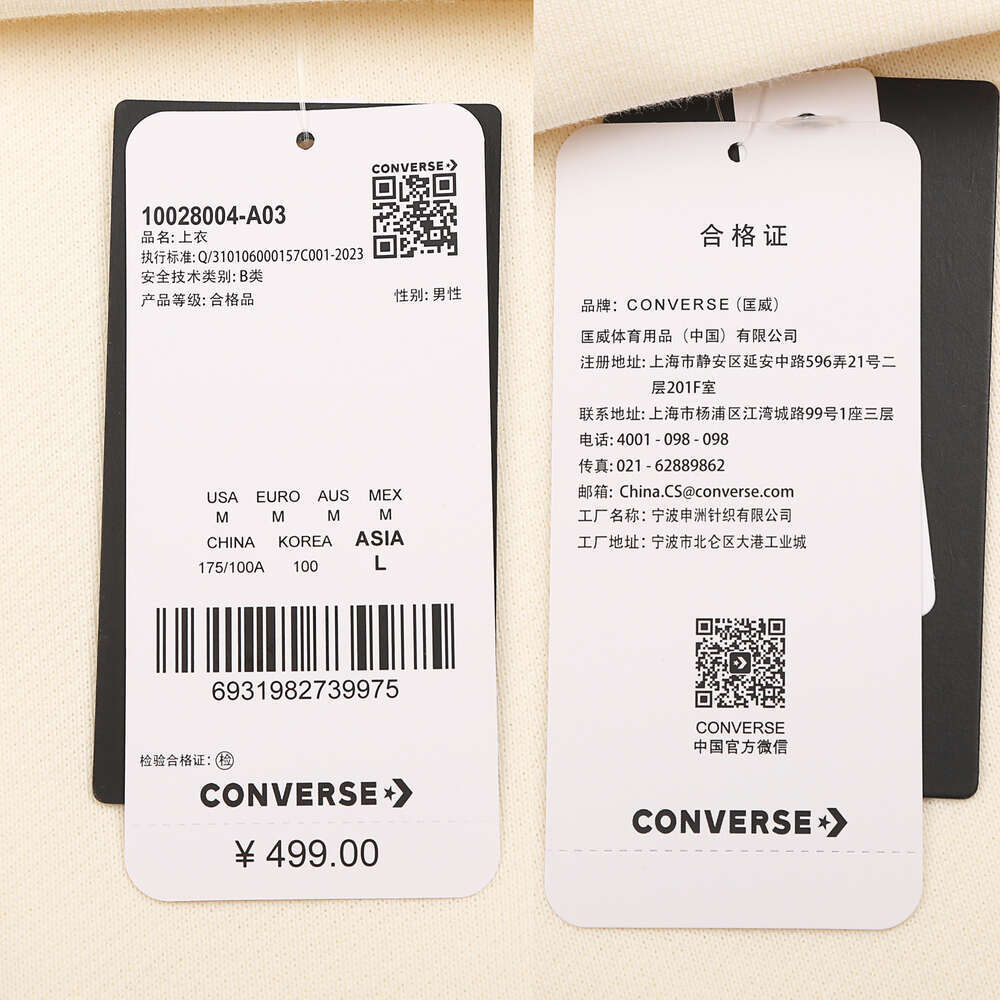 CONVERSE
10028004-A03
品名: 上衣
执行标准: Q/310106000157C001-2023
安全技术类别: B类
产品等级: 合格品 性别: 男性
USA EURO AUS MEX
M M M M
CHINA KOREA ASIA
175/100A 100 L
6931982739975
检验合格证: 检
CONVERSE
¥ 499.00
合格证
品牌: CONVERSE (匡威)
匡威体育用品（中国）有限公司
注册地址: 上海市静安区延安中路596弄21号二
层201F室
联系地址: 上海市杨浦区江湾城路99号1座三层
电话: 4001 - 098 - 098
传真: 021 - 62889862
邮箱: China.CS@converse.com
工厂名称: 宁波申洲针织有限公司
工厂地址: 宁波市北仑区大港工业城
CONVERSE
中国官方微信
CONVERSE